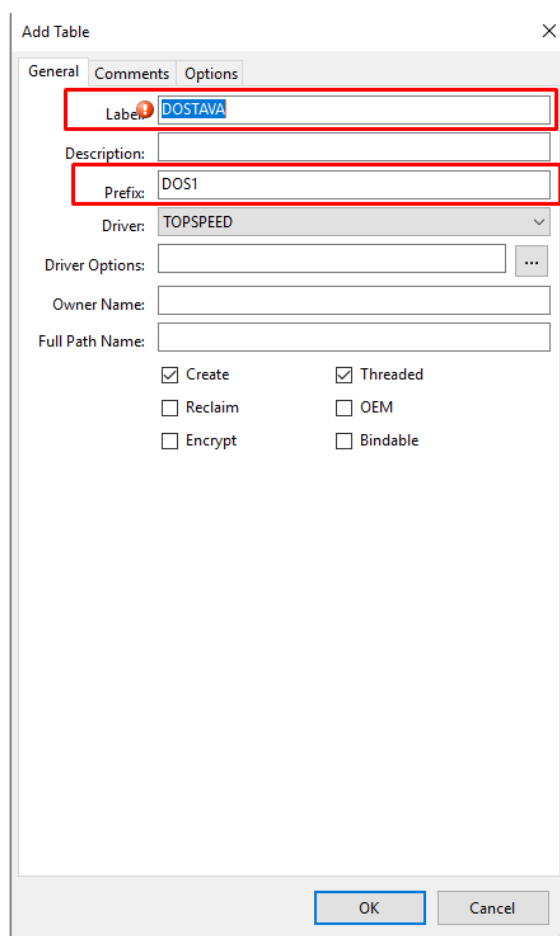 Add Table
General Comments Options
Label: DOSTAVA
Description:
Prefix: DOS1
Driver: TOPSPEED
Driver Options: ...
Owner Name:
Full Path Name:
Create Threaded
Reclaim OEM
Encrypt Bindable
OK Cancel